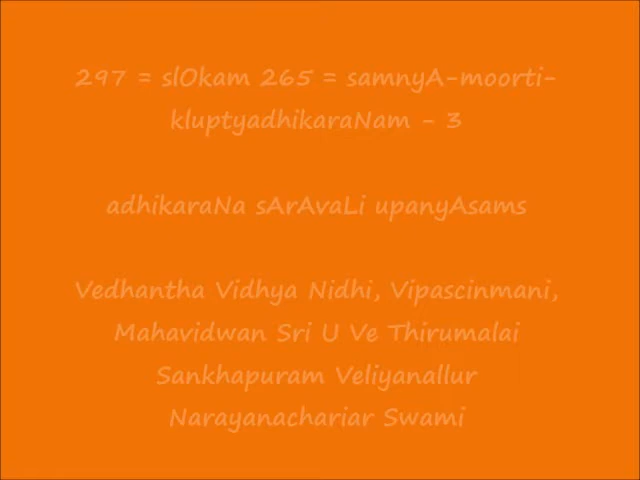 297 = slOkam 265 = samnyA-moorti-
kluptyadhikaraNam - 3
adhikaraNa sArAvaLi upanyAsams
Vedhantha Vidhya Nidhi, Vipascinmani,
Mahavidwan Sri U Ve Thirumalai
Sankhapuram Veliyanallur
Narayanachariar Swami